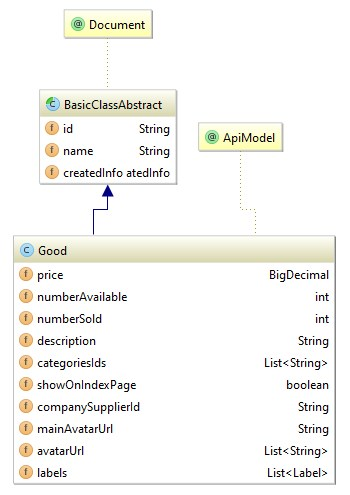 @ Document
C BasicClassAbstract
f id String
f name String
f createdInfo atedInfo
@ ApiModel
C Good
f price BigDecimal
f numberAvailable int
f numberSold int
f description String
f categoriesIds List<String>
f showOnIndexPage boolean
f companySupplierId String
f mainAvatarUrl String
f avatarUrl List<String>
f labels List<Label>